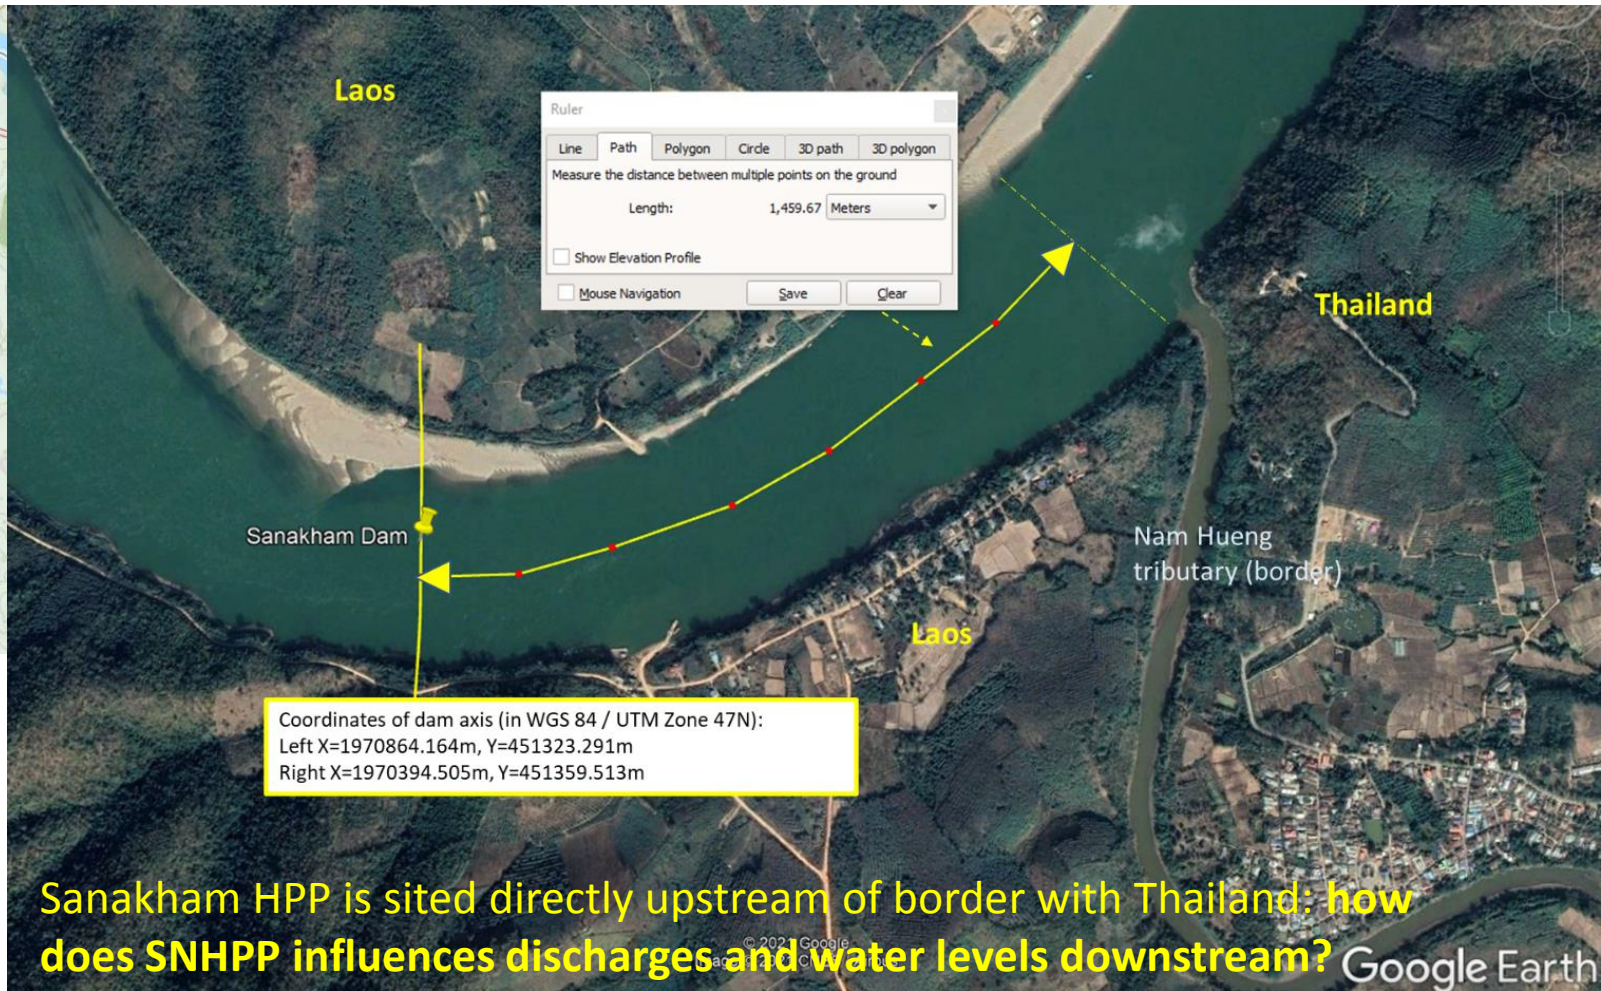 Laos
Ruler
Line Path Polygon Circle 3D path 3D polygon
Measure the distance between multiple points on the ground
Length: 1,459.67 Meters
Show Elevation Profile
Mouse Navigation Save Clear
Thailand
Sanakham Dam
Nam Hueng
tributary (border)
Laos
Coordinates of dam axis (in WGS 84 / UTM Zone 47N):
Left X=1970864.164m, Y=451323.291m
Right X=1970394.505m, Y=451359.513m
Sanakham HPP is sited directly upstream of border with Thailand: how
does SNHPP influences discharges and water levels downstream?
© 2021 Google
Google Earth